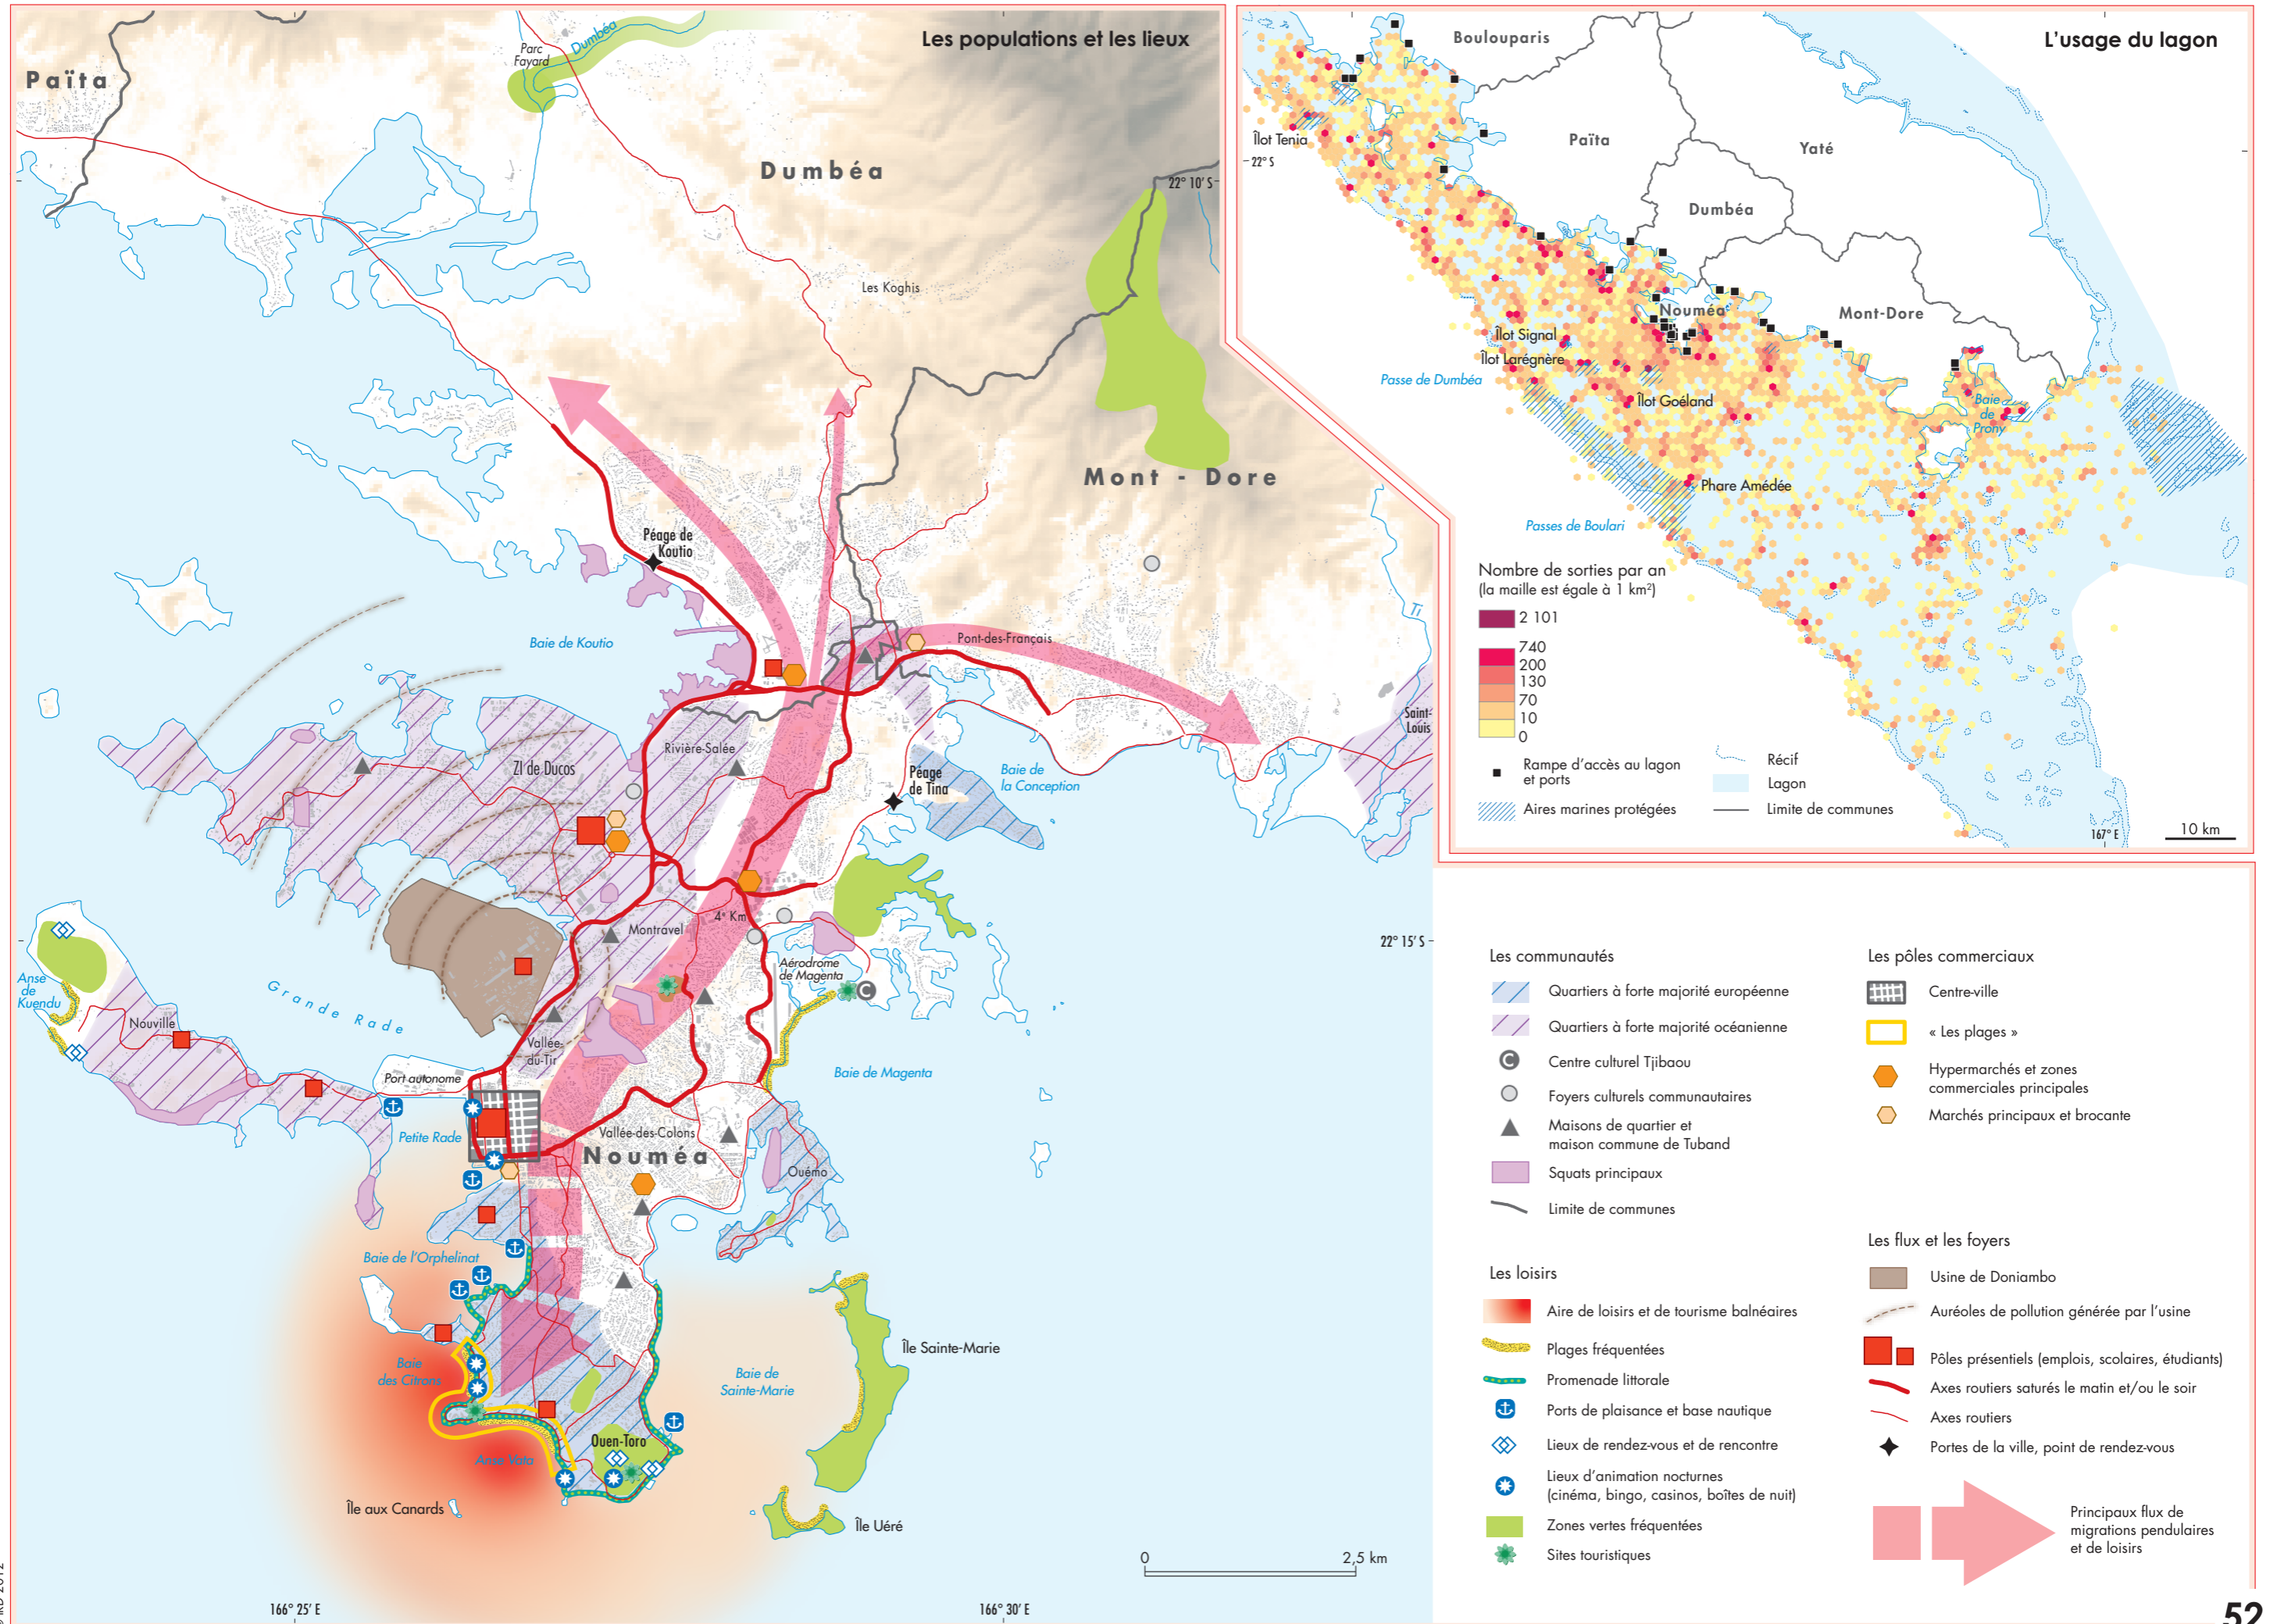 Les populations et les lieux
Païta
Parc
Fayard
Dumbéa
Dumbéa
22° 10' S
Les Koghis
Mont - Dore
Péage de
Koutio
Baie de Koutio
Pont-des-Français
Saint-
Louis
Rivière-Salée
ZI de Ducos
Péage
de Tina
Baie de
la Conception
4e Km
Montravel
22° 15' S
Aérodrome
de Magenta
Anse
de
Kuendu
Grande Rade
Nouville
Vallée-
du-Tir
Port autonome
Baie de Magenta
Petite Rade
Vallée-des-Colons
Nouméa
Ouémo
Baie de l'Orphelinat
Île Sainte-Marie
Baie
des Citrons
Baie de
Sainte-Marie
Ouen-Toro
Anse Vata
Île aux Canards
Île Uéré
0
2,5 km
166° 25' E
166° 30' E
L'usage du lagon
Boulouparis
Îlot Tenia
22° S
Païta
Yaté
Dumbéa
Nouméa
Mont-Dore
Îlot Signal
Îlot Larégnère
Passe de Dumbéa
Îlot Goéland
Baie
de
Prony
Phare Amédée
Passes de Boulari
Nombre de sorties par an
(la maille est égale à 1 km²)
2 101
740
200
130
70
10
0
Rampe d'accès au lagon
et ports
Aires marines protégées
Récif
Lagon
Limite de communes
167° E
10 km
Les communautés
Quartiers à forte majorité européenne
Quartiers à forte majorité océanienne
C
Centre culturel Tjibaou
Foyers culturels communautaires
Maisons de quartier et
maison commune de Tuband
Squats principaux
Limite de communes
Les loisirs
Aire de loisirs et de tourisme balnéaires
Plages fréquentées
Promenade littorale
Ports de plaisance et base nautique
Lieux de rendez-vous et de rencontre
Lieux d'animation nocturnes
(cinéma, bingo, casinos, boîtes de nuit)
Zones vertes fréquentées
Sites touristiques
Les pôles commerciaux
Centre-ville
« Les plages »
Hypermarchés et zones
commerciales principales
Marchés principaux et brocante
Les flux et les foyers
Usine de Doniambo
Auréoles de pollution générée par l'usine
Pôles présentiels (emplois, scolaires, étudiants)
Axes routiers saturés le matin et/ou le soir
Axes routiers
Portes de la ville, point de rendez-vous
Principaux flux de
migrations pendulaires
et de loisirs
52